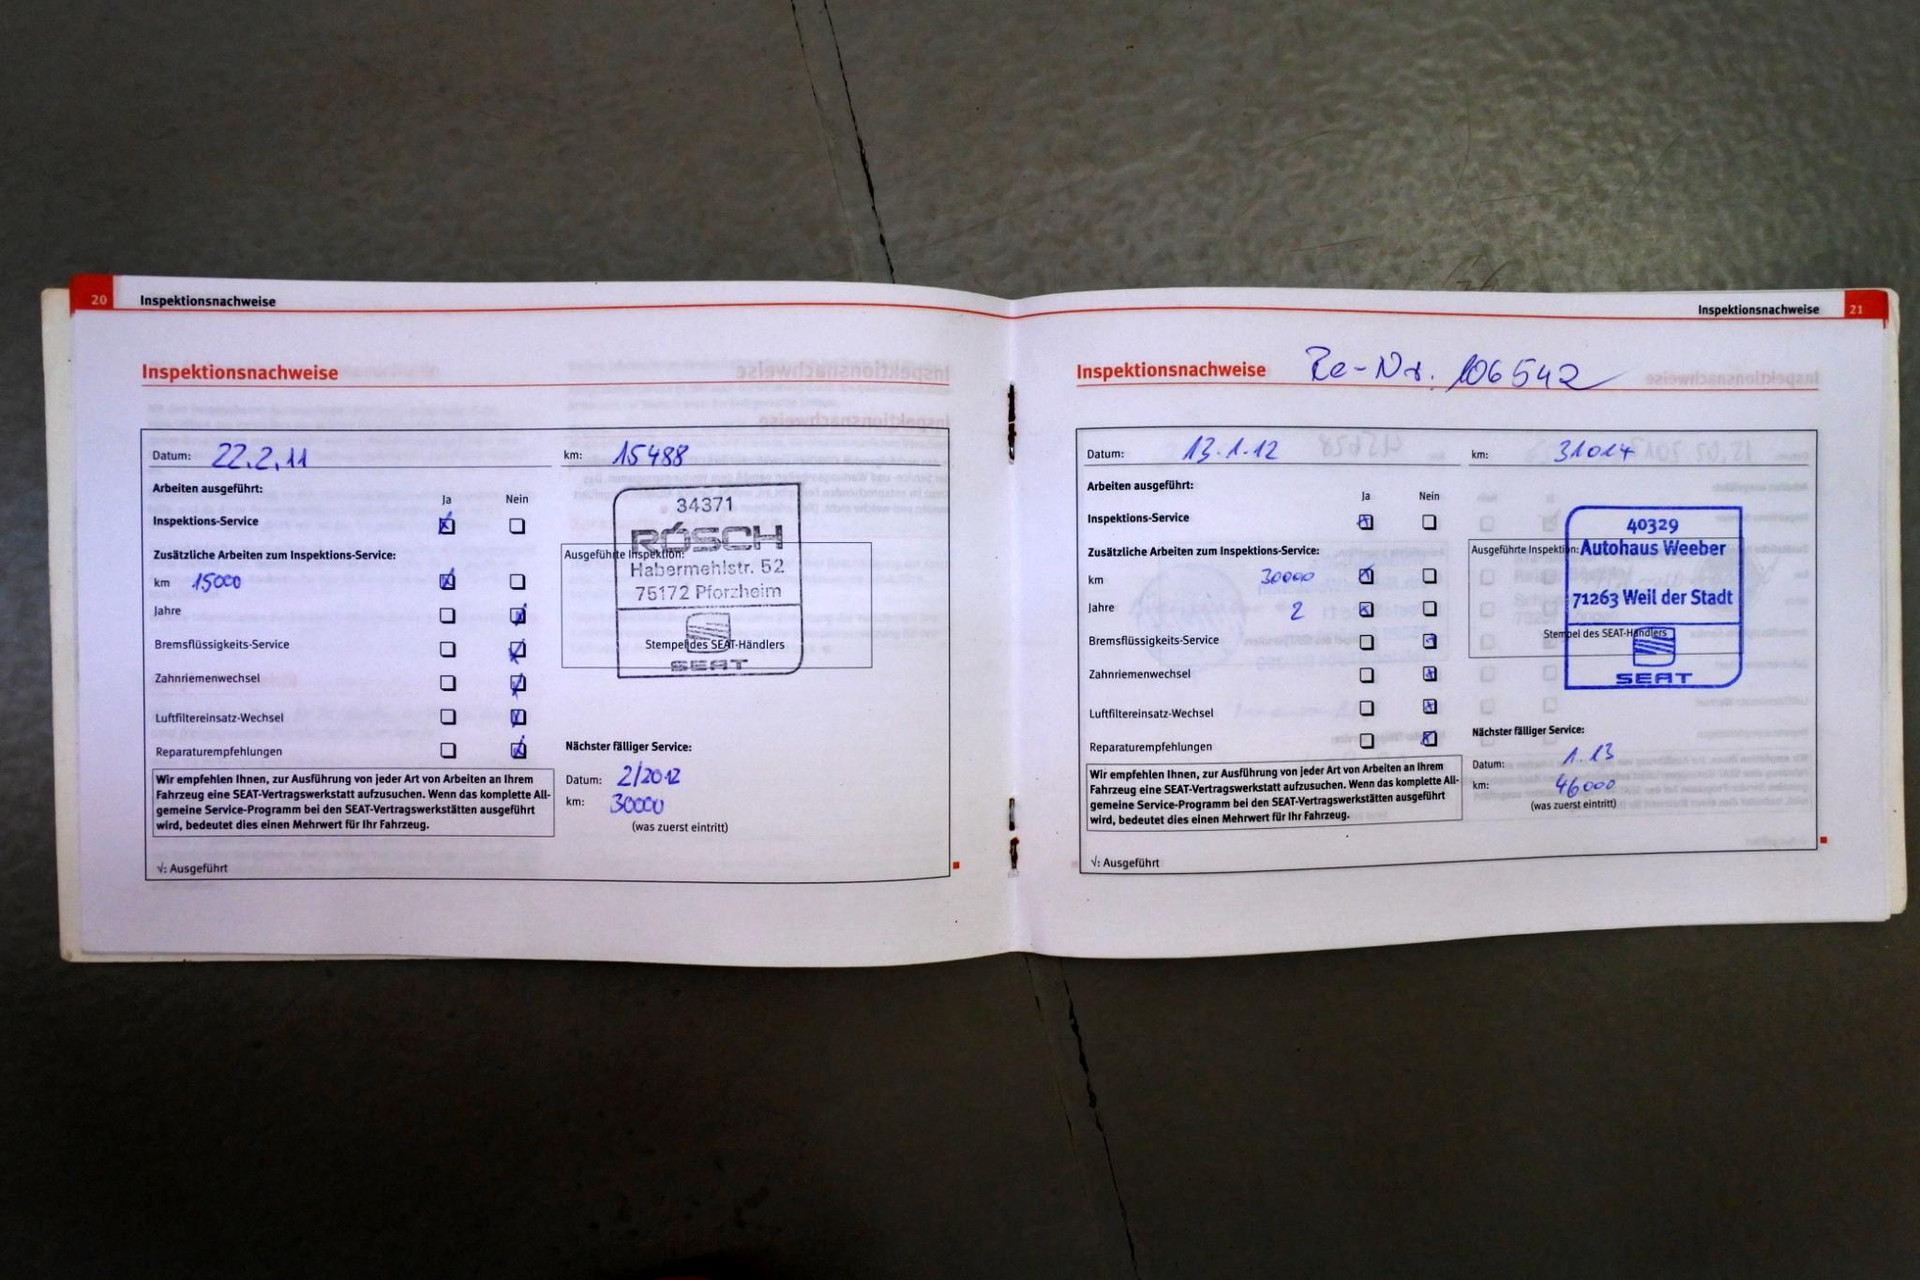 20 Inspektionsnachweise
Inspektionsnachweise
Datum: 22.2.11 km: 15488
Arbeiten ausgeführt:
Ja Nein
Inspektions-Service
Zusätzliche Arbeiten zum Inspektions-Service:
km 15000
Jahre
Bremsflüssigkeits-Service
Zahnriemenwechsel
Luftfiltereinsatz-Wechsel
Reparaturempfehlungen
Wir empfehlen Ihnen, zur Ausführung von jeder Art von Arbeiten an Ihrem
Fahrzeug eine SEAT-Vertragswerkstatt aufzusuchen. Wenn das komplette All-
gemeine Service-Programm bei den SEAT-Vertragswerkstätten ausgeführt
wird, bedeutet dies einen Mehrwert für Ihr Fahrzeug.
√: Ausgeführt
34371
RÖSCH
Ausgeführte Inspektion:
Habermehlstr. 52
75172 Pforzheim
Stempel des SEAT-Händlers
SEAT
Nächster fälliger Service:
Datum: 2/2012
km: 30000
(was zuerst eintritt)
Inspektionsnachweise 21
Inspektionsnachweise Re-Nr. 106542
Datum: 13.1.12 km: 31014
Arbeiten ausgeführt:
Ja Nein
Inspektions-Service
Zusätzliche Arbeiten zum Inspektions-Service:
km 30000
Jahre 2
Bremsflüssigkeits-Service
Zahnriemenwechsel
Luftfiltereinsatz-Wechsel
Reparaturempfehlungen
Wir empfehlen Ihnen, zur Ausführung von jeder Art von Arbeiten an Ihrem
Fahrzeug eine SEAT-Vertragswerkstatt aufzusuchen. Wenn das komplette All-
gemeine Service-Programm bei den SEAT-Vertragswerkstätten ausgeführt
wird, bedeutet dies einen Mehrwert für Ihr Fahrzeug.
√: Ausgeführt
40329
Ausgeführte Inspektion: Autohaus Weeber
71263 Weil der Stadt
Stempel des SEAT-Händlers
SEAT
Nächster fälliger Service:
Datum: 1.13
km: 46000
(was zuerst eintritt)